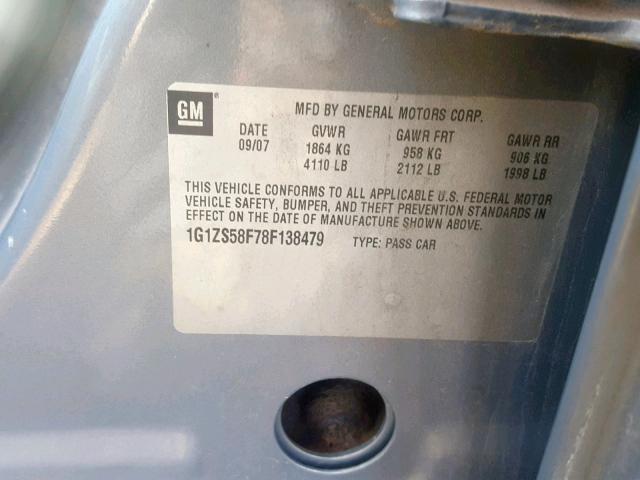 GM
MFD BY GENERAL MOTORS CORP.
DATE GVWR GAWR FRT GAWR RR
09/07 1864 KG 958 KG 906 KG
4110 LB 2112 LB 1998 LB
THIS VEHICLE CONFORMS TO ALL APPLICABLE U.S. FEDERAL MOTOR
VEHICLE SAFETY, BUMPER, AND THEFT PREVENTION STANDARDS IN
EFFECT ON THE DATE OF MANUFACTURE SHOWN ABOVE.
1G1ZS58F78F138479 TYPE: PASS CAR